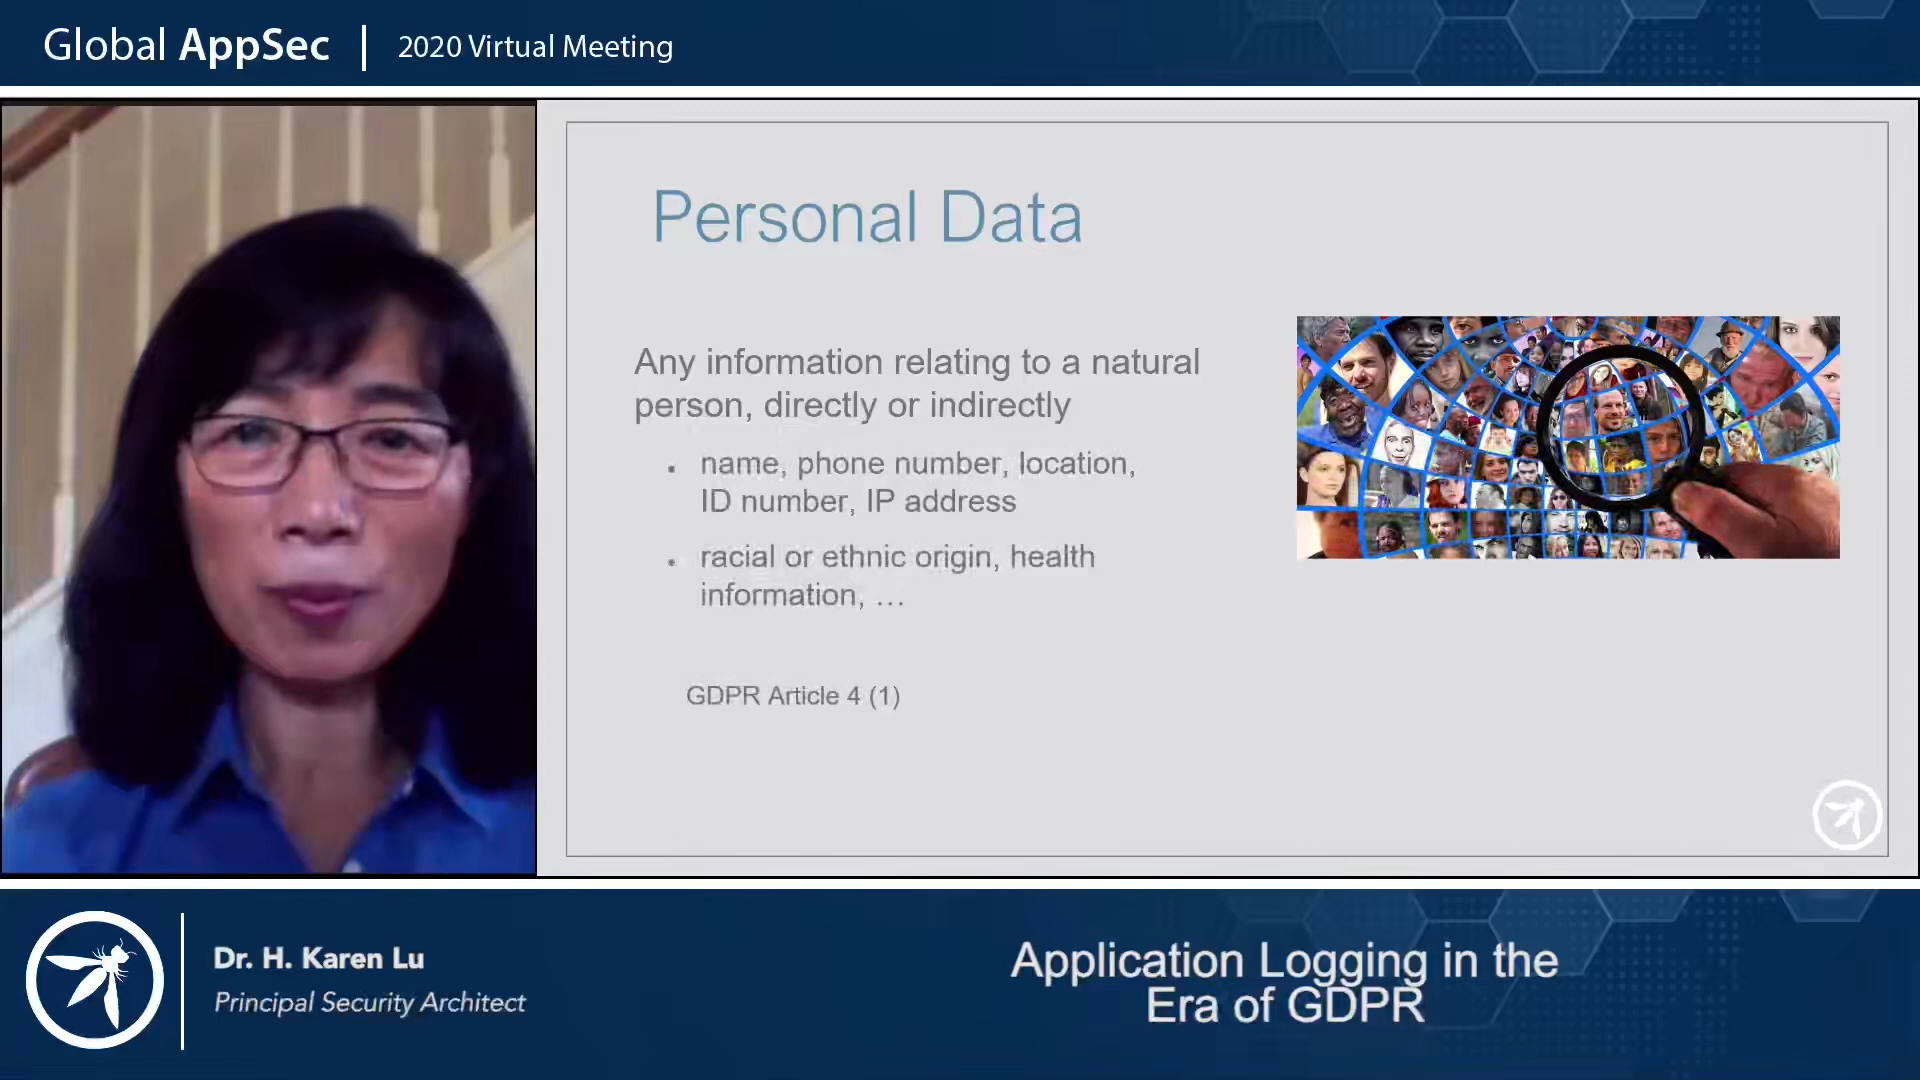 Global AppSec | 2020 Virtual Meeting
Personal Data
Any information relating to a natural
person, directly or indirectly
• name, phone number, location,
ID number, IP address
• racial or ethnic origin, health
information, …
GDPR Article 4 (1)
Dr. H. Karen Lu
Principal Security Architect
Application Logging in the
Era of GDPR